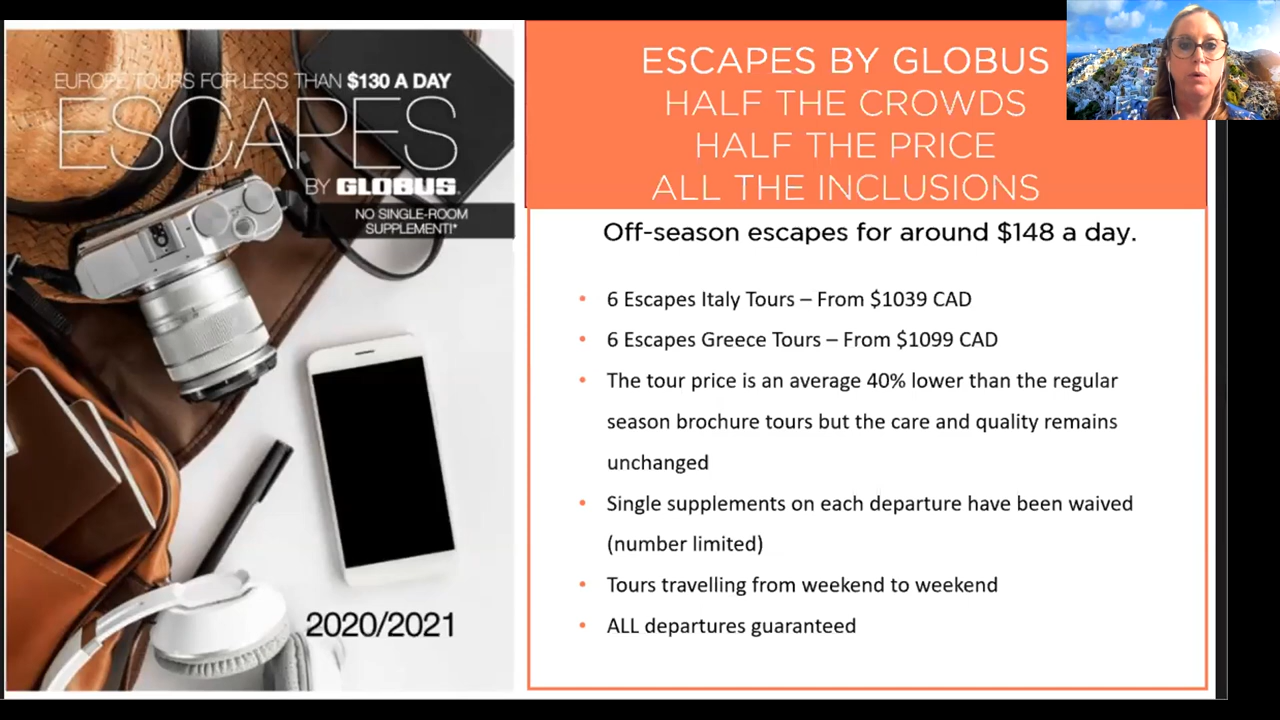 EUROPE TOURS FOR LESS THAN $130 A DAY
ESCAPES
BY GLOBUS.
NO SINGLE-ROOM
SUPPLEMENT!*
2020/2021
ESCAPES BY GLOBUS
HALF THE CROWDS
HALF THE PRICE
ALL THE INCLUSIONS
Off-season escapes for around $148 a day.
• 6 Escapes Italy Tours – From $1039 CAD
• 6 Escapes Greece Tours – From $1099 CAD
• The tour price is an average 40% lower than the regular
season brochure tours but the care and quality remains
unchanged
• Single supplements on each departure have been waived
(number limited)
• Tours travelling from weekend to weekend
• ALL departures guaranteed